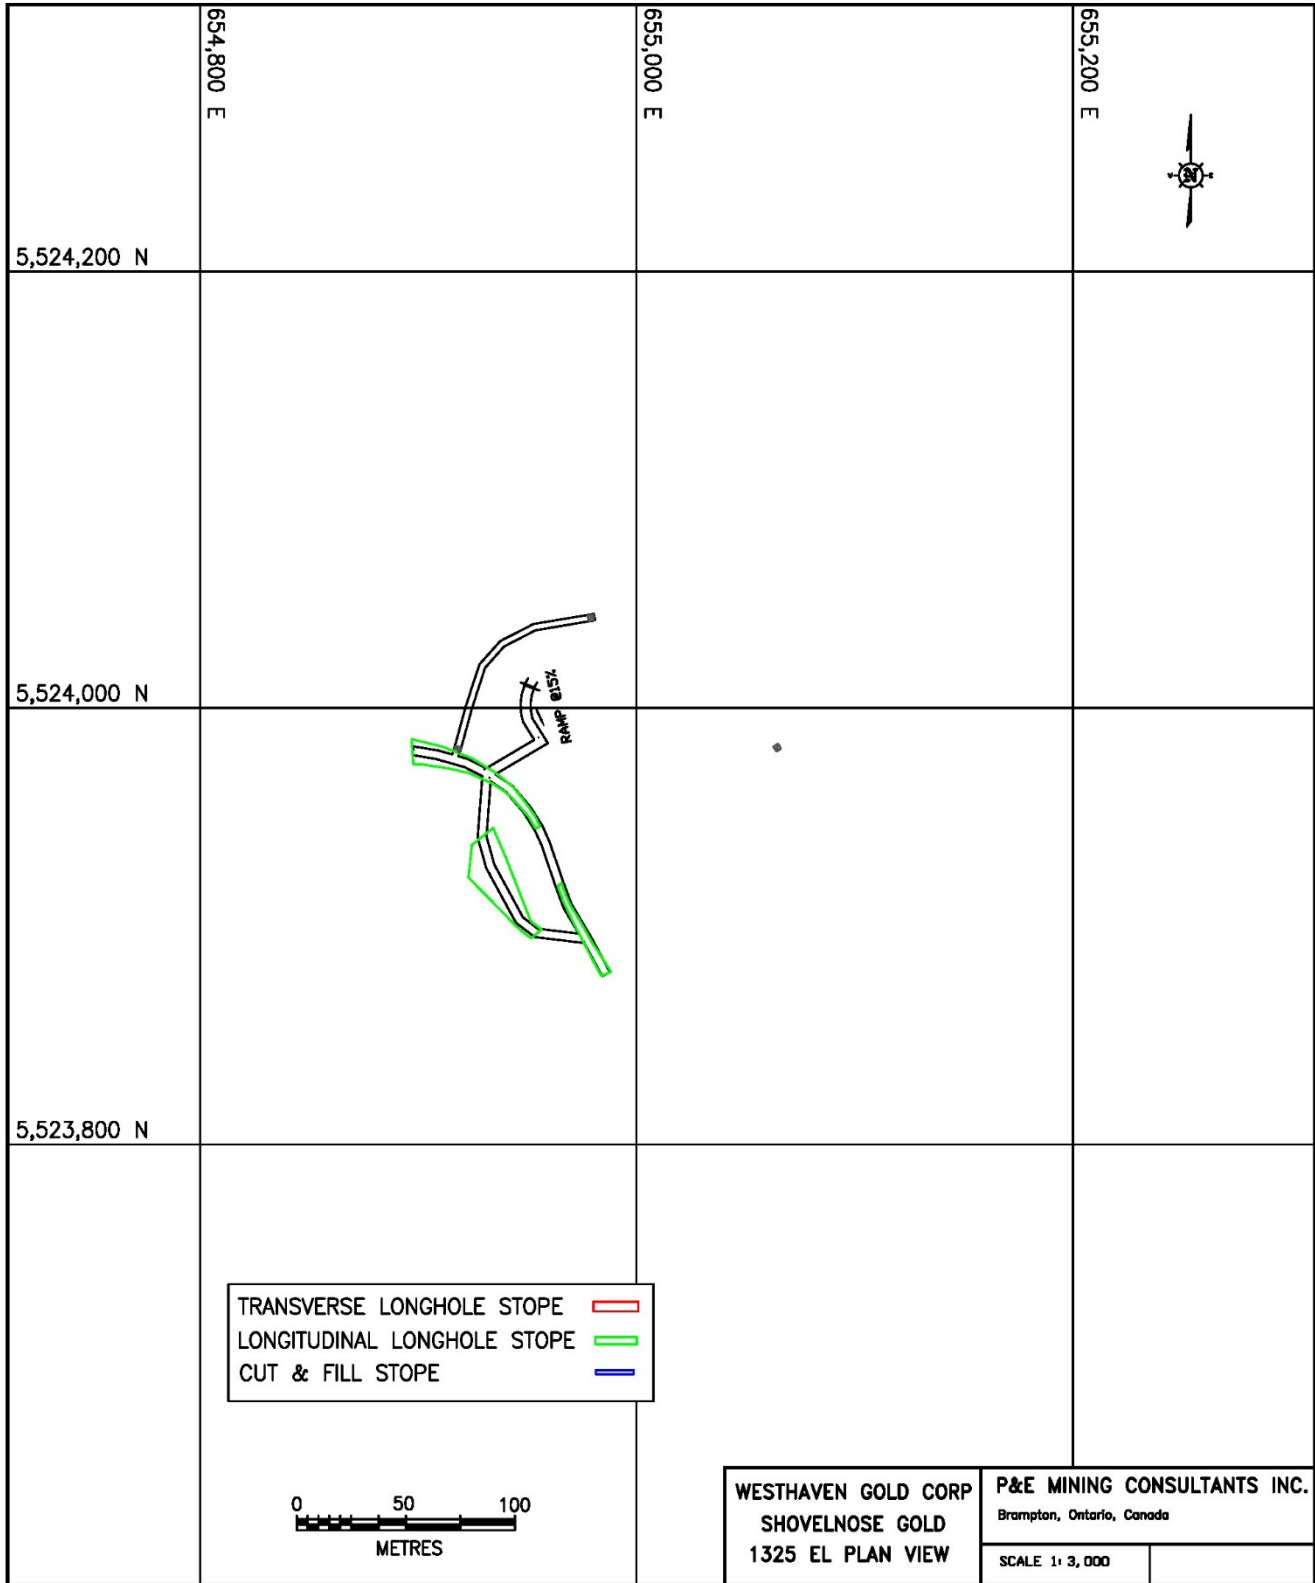 654,800 E
655,000 E
655,200 E
N
5,524,200 N
5,524,000 N
RAMP @15%
5,523,800 N
TRANSVERSE LONGHOLE STOPE
LONGITUDINAL LONGHOLE STOPE
CUT & FILL STOPE
0 50 100
METRES
WESTHAVEN GOLD CORP
SHOVELNOSE GOLD
1325 EL PLAN VIEW
P&E MINING CONSULTANTS INC.
Brampton, Ontario, Canada
SCALE 1: 3,000